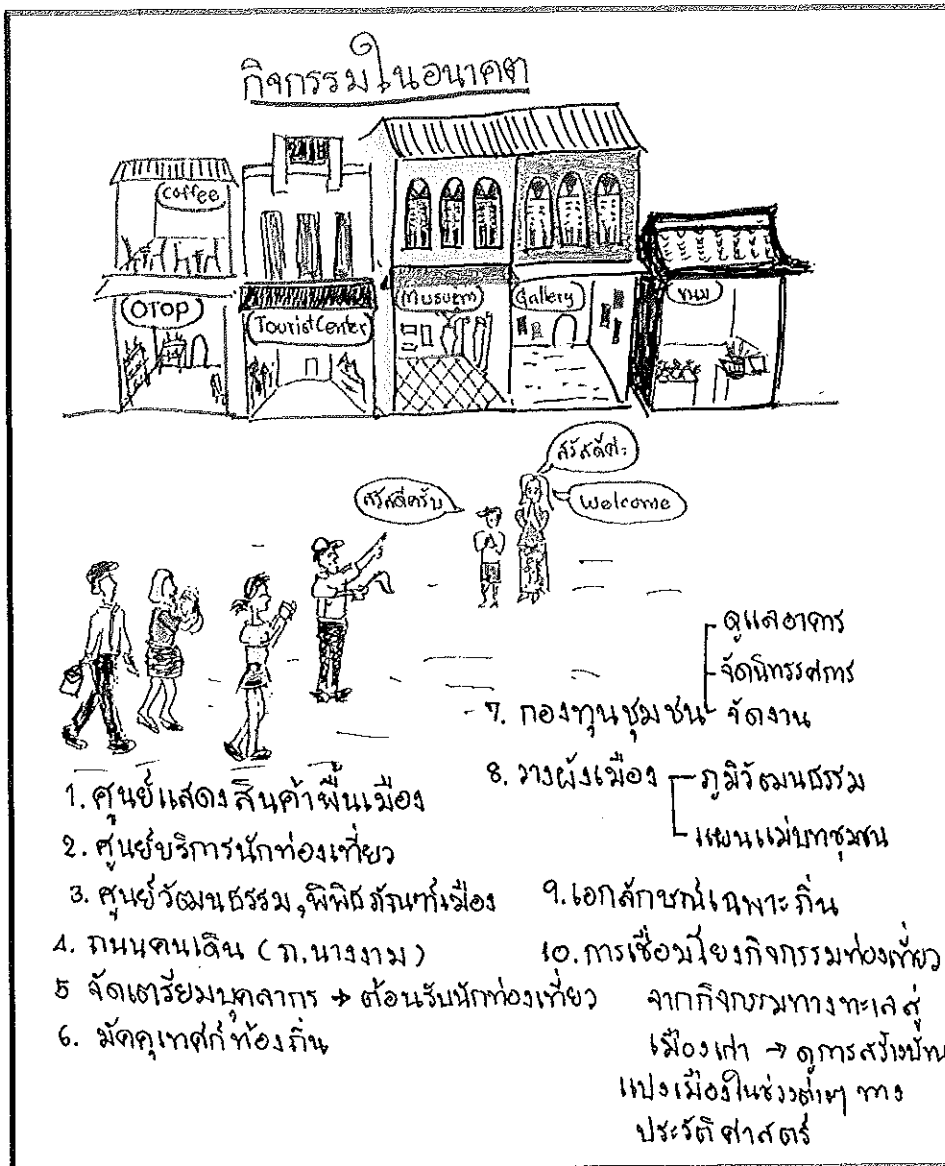 กิจกรรมในอนาคต
2478
Coffee
OTOP
Tourist Center
Musuem
Gallery
ขนม
สวัสดีค่ะ
สวัสดีครับ
Welcome
1. ศูนย์แสดงสินค้าพื้นเมือง
2. ศูนย์บริการนักท่องเที่ยว
3. ศูนย์วัฒนธรรม, พิพิธภัณฑ์เมือง
4. ถนนคนเดิน (ถ.นางงาม)
5 จัดเตรียมบุคลากร → ต้อนรับนักท่องเที่ยว
6. มัคคุเทศก์ท้องถิ่น
7. กองทุนชุมชน
ดูแลอาคาร
จัดนิทรรศการ
จัดงาน
8. วางผังเมือง
ภูมิวัฒนธรรม
แผนแม่บทชุมชน
9. เอกลักษณ์เฉพาะถิ่น
10. การเชื่อมโยงกิจกรรมท่องเที่ยว
จากกิจกรรมทางทะเลสู่
เมืองเก่า → ดูการสร้างบ้าน
แปงเมืองในช่วงต่างๆ ทาง
ประวัติศาสตร์